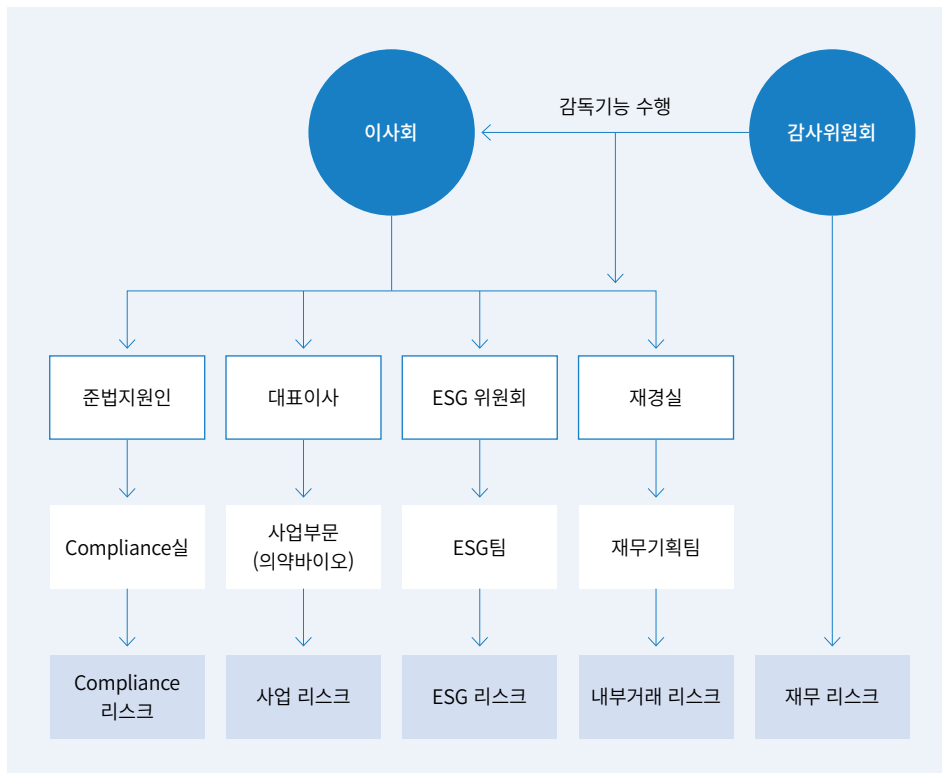 감독기능 수행
이사회
감사위원회
준법지원인
대표이사
ESG 위원회
재경실
Compliance실
사업부문
(의약바이오)
ESG팀
재무기획팀
Compliance
리스크
사업 리스크
ESG 리스크
내부거래 리스크
재무 리스크